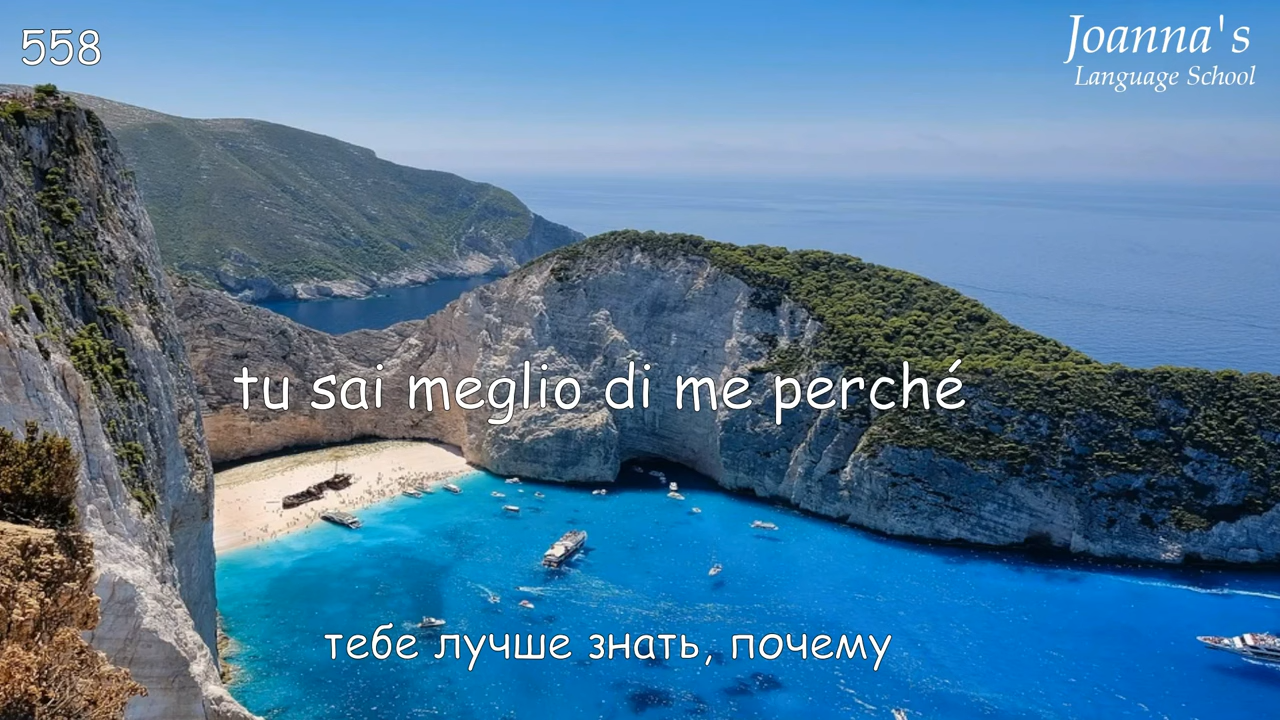 558
Joanna's
Language School
tu sai meglio di me perché
тебе лучше знать, почему